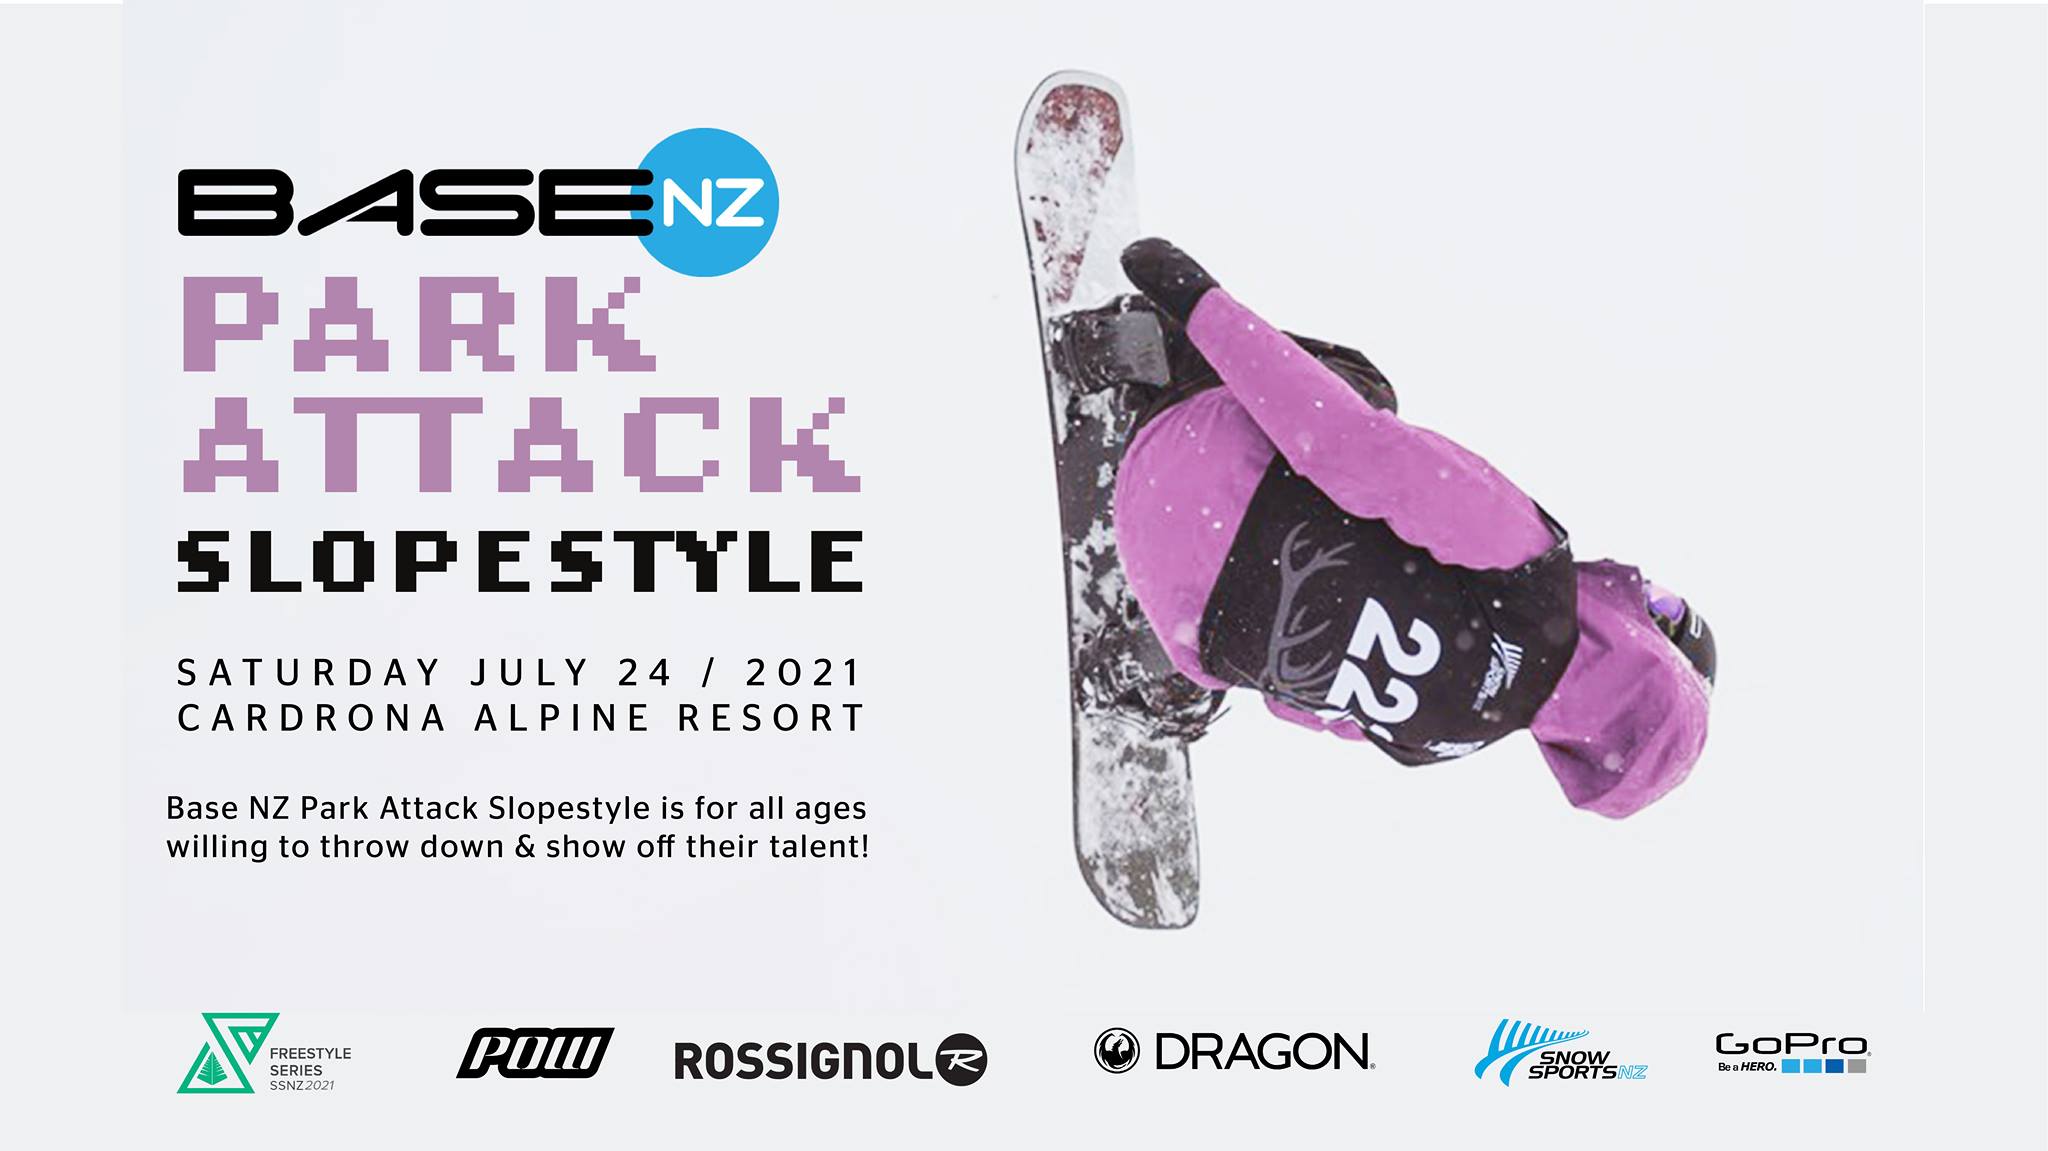 BASE NZ
PARK
ATTACK
SLOPESTYLE
SATURDAY JULY 24 / 2021
CARDRONA ALPINE RESORT
Base NZ Park Attack Slopestyle is for all ages
willing to throw down & show off their talent!
22
FREESTYLE
SERIES
SSNZ2021
POW
ROSSIGNOL R
DRAGON®
SNOW
SPORTSNZ
GoPro®
Be a HERO.